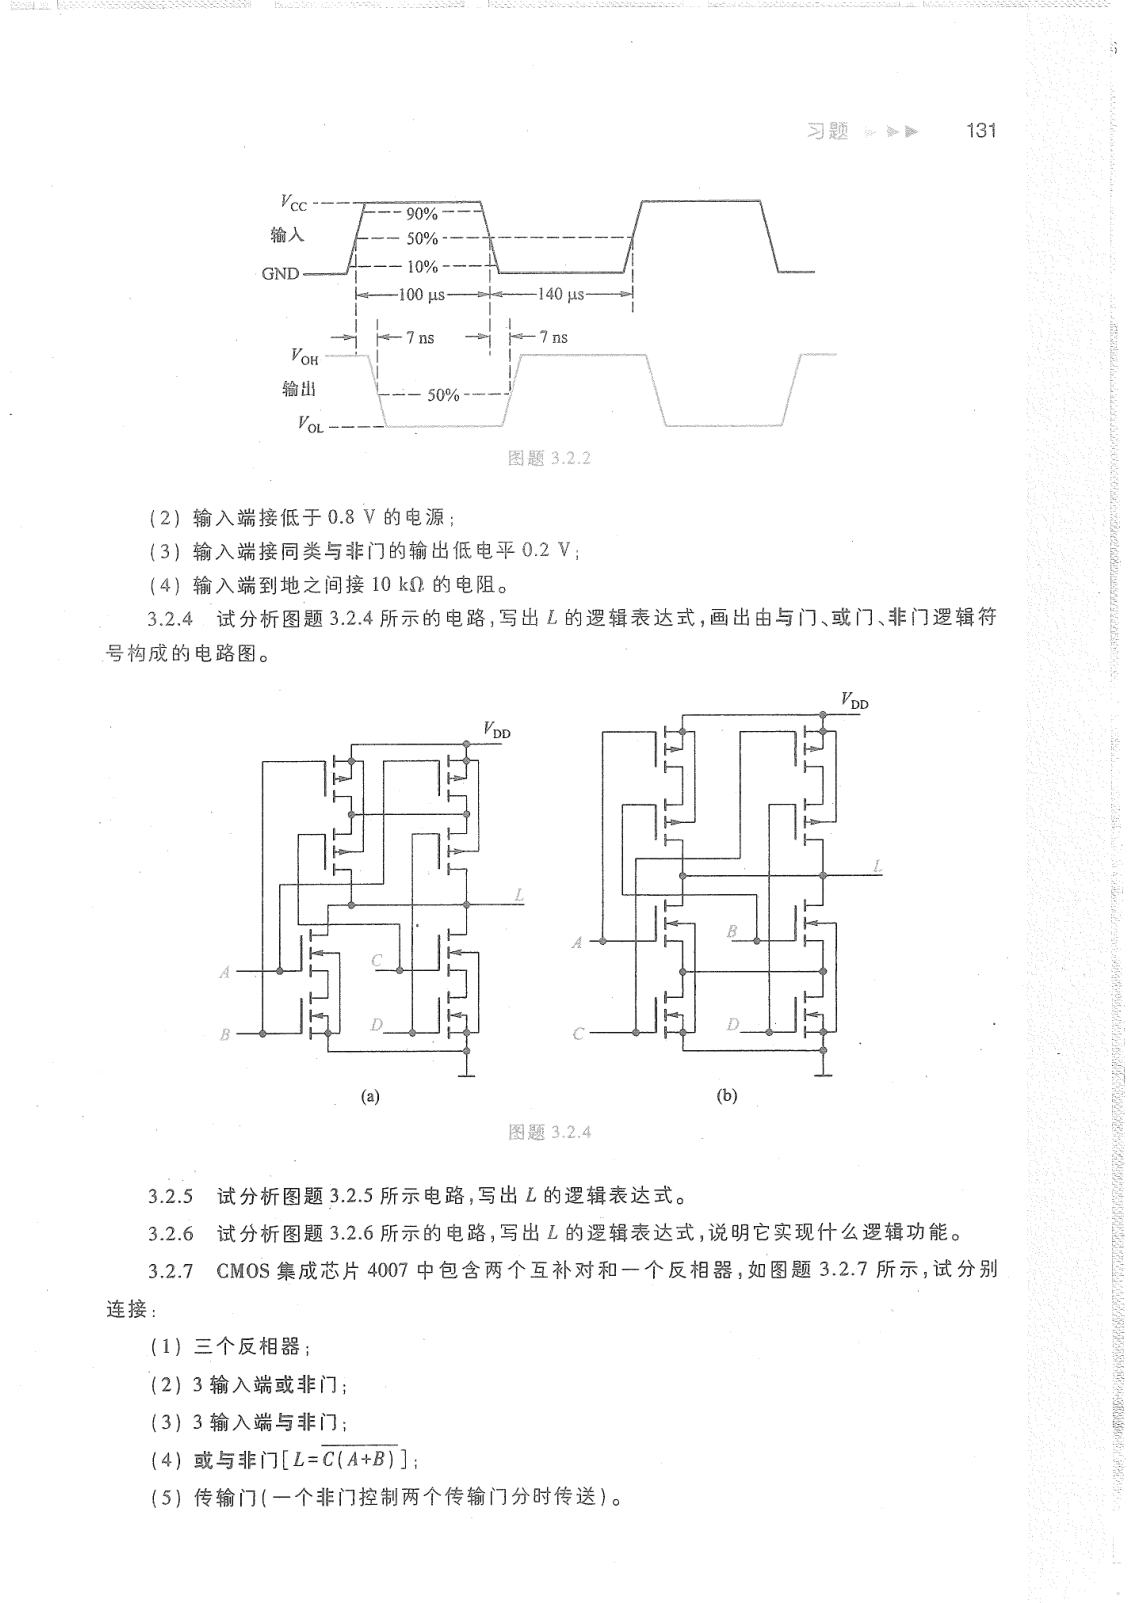 习题 131
V_CC
90%
输入
50%
GND
10%
100 μs
140 μs
7 ns
7 ns
V_OH
输出
50%
V_OL
图题 3.2.2
(2) 输入端接低于 0.8 V 的电源;
(3) 输入端接同类与非门的输出低电平 0.2 V;
(4) 输入端到地之间接 10 kΩ 的电阻。
3.2.4 试分析图题 3.2.4 所示的电路,写出 L 的逻辑表达式,画出由与门、或门、非门逻辑符
号构成的电路图。
V_DD
L
A
B
C
D
(a)
V_DD
L
A
B
C
D
(b)
图题 3.2.4
3.2.5 试分析图题 3.2.5 所示电路,写出 L 的逻辑表达式。
3.2.6 试分析图题 3.2.6 所示的电路,写出 L 的逻辑表达式,说明它实现什么逻辑功能。
3.2.7 CMOS 集成芯片 4007 中包含两个互补对和一个反相器,如图题 3.2.7 所示,试分别
连接:
(1) 三个反相器;
(2) 3 输入端或非门;
(3) 3 输入端与非门;
(4) 或与非门[L=\overline{C(A+B)}];
(5) 传输门(一个非门控制两个传输门分时传送)。